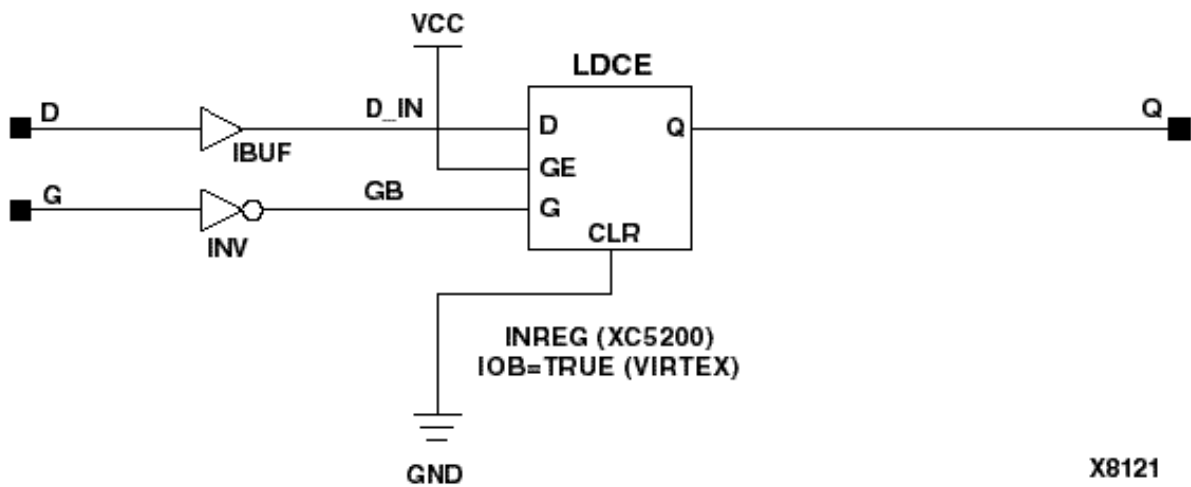 VCC
LDCE
D
D_IN
D
Q
Q
IBUF
GE
G
GB
G
INV
CLR
INREG (XC5200)
IOB=TRUE (VIRTEX)
GND
X8121